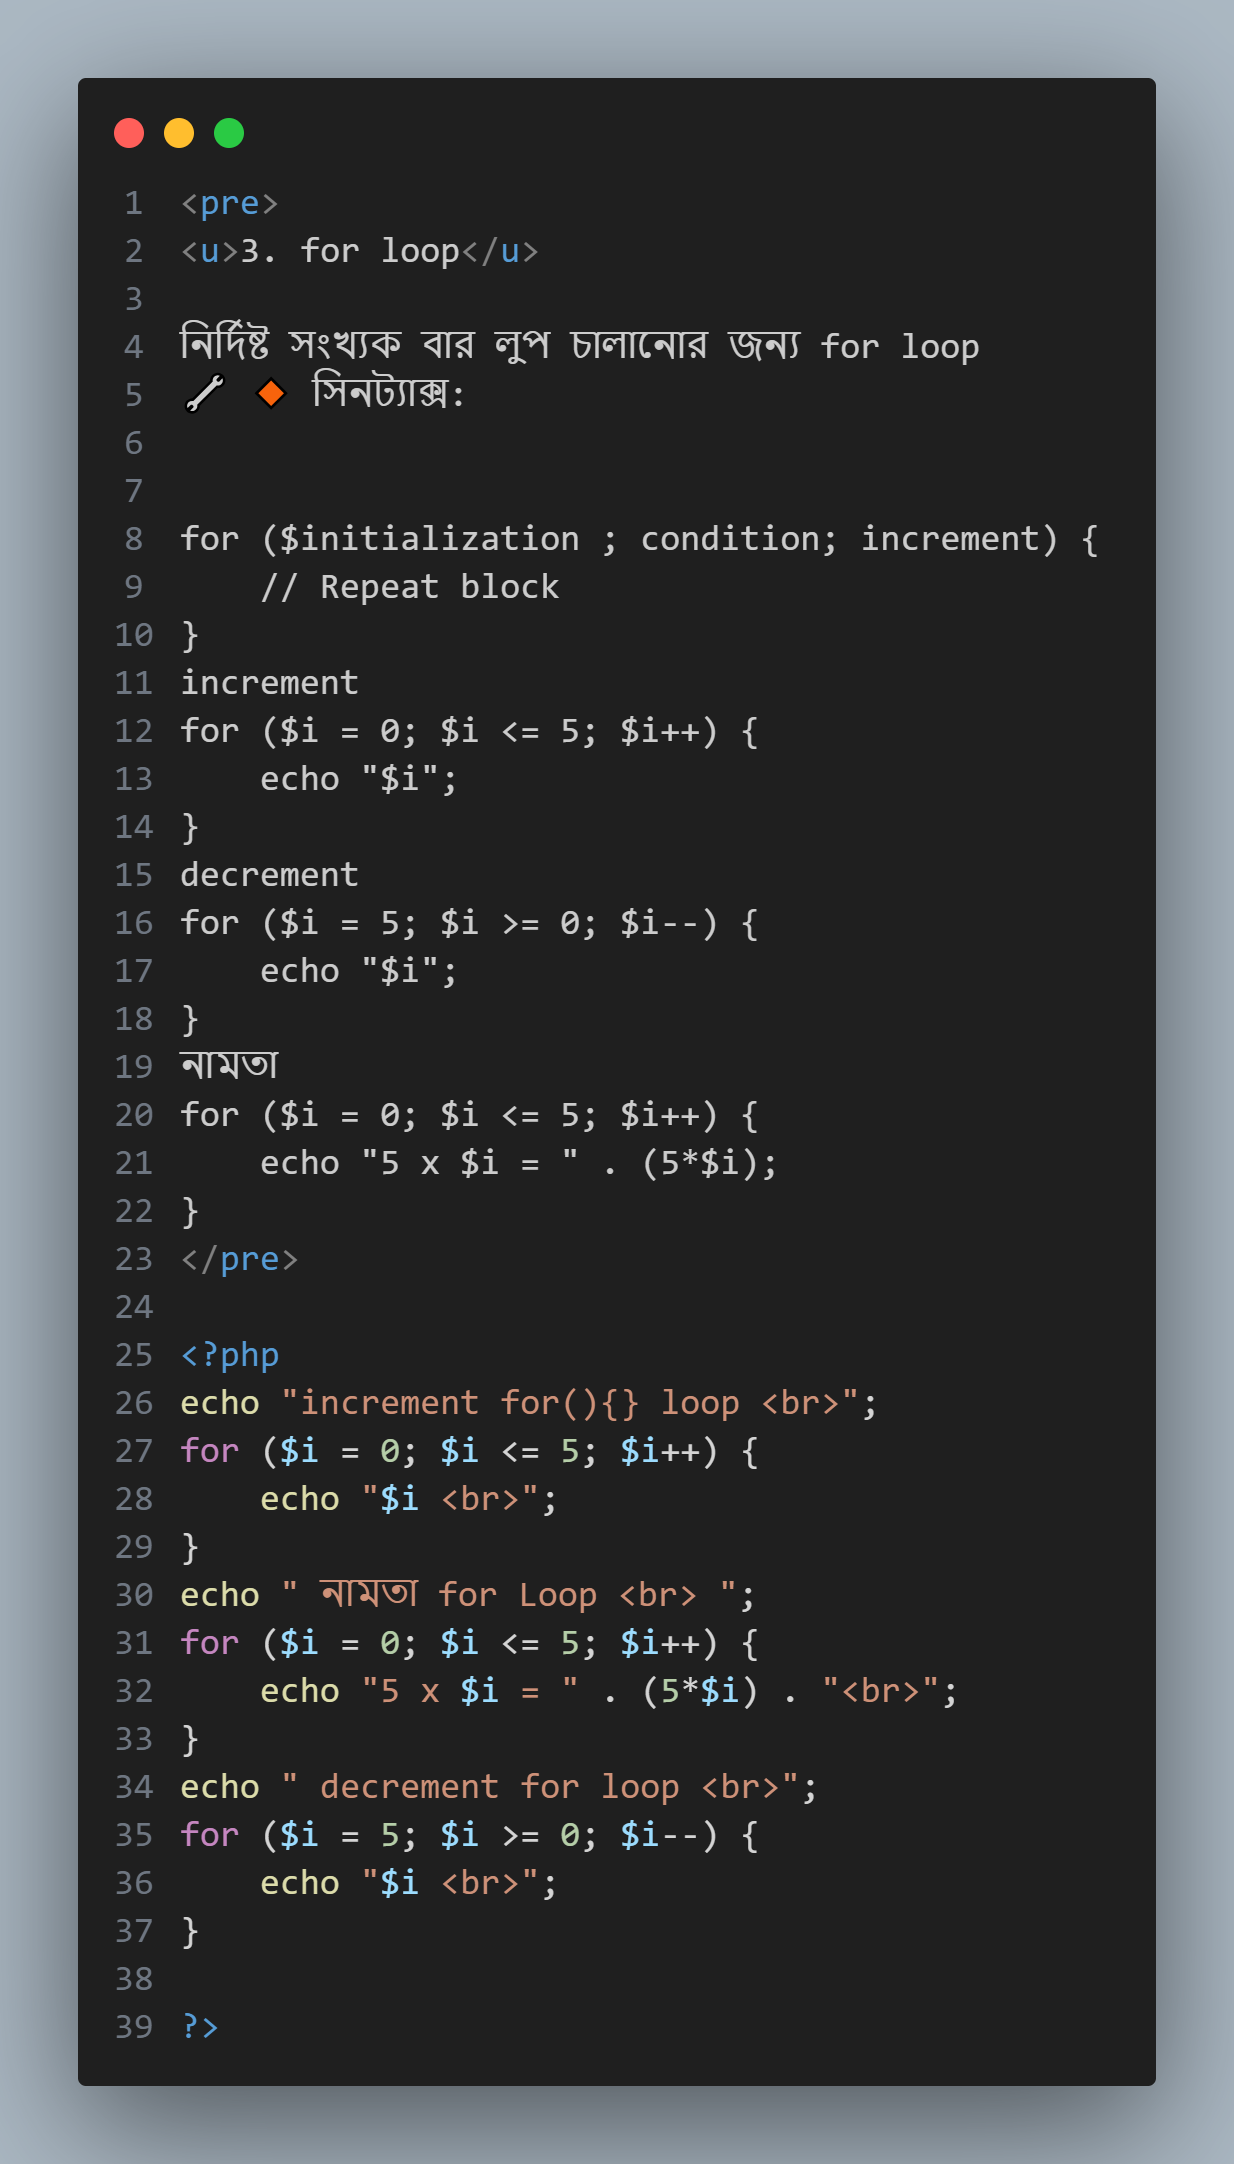 1 <pre>
2 <u>3. for loop</u>
3
4 নির্দিষ্ট সংখ্যক বার লুপ চালানোর জন্য for loop
5 🔧 🔸 সিনট্যাক্স:
6
7
8 for ($initialization ; condition; increment) {
9     // Repeat block
10 }
11 increment
12 for ($i = 0; $i <= 5; $i++) {
13     echo "$i";
14 }
15 decrement
16 for ($i = 5; $i >= 0; $i--) {
17     echo "$i";
18 }
19 নামতা
20 for ($i = 0; $i <= 5; $i++) {
21     echo "5 x $i = " . (5*$i);
22 }
23 </pre>
24
25 <?php
26 echo "increment for(){} loop <br>";
27 for ($i = 0; $i <= 5; $i++) {
28     echo "$i <br>";
29 }
30 echo " নামতা for Loop <br> ";
31 for ($i = 0; $i <= 5; $i++) {
32     echo "5 x $i = " . (5*$i) . "<br>";
33 }
34 echo " decrement for loop <br>";
35 for ($i = 5; $i >= 0; $i--) {
36     echo "$i <br>";
37 }
38
39 ?>